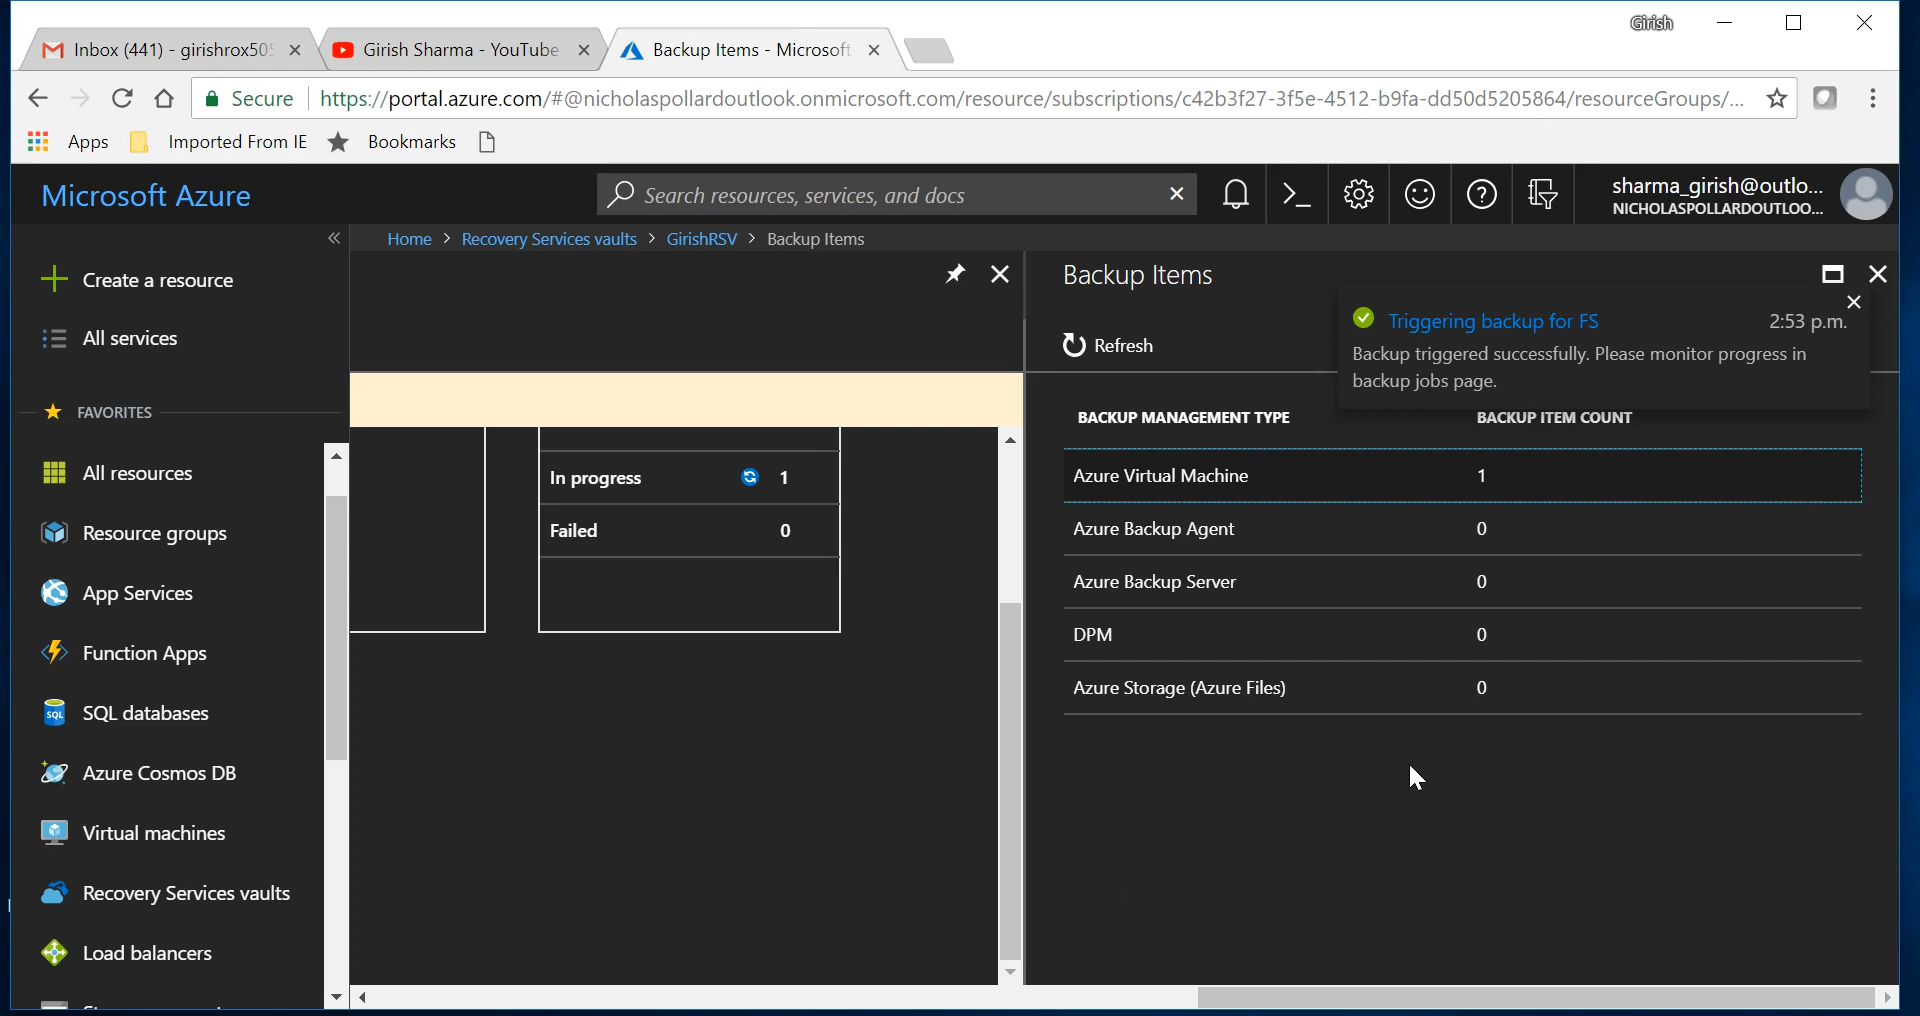 Girish
Inbox (441) - girishrox505
Girish Sharma - YouTube
Backup Items - Microsoft
Secure
https://portal.azure.com/#@nicholaspollardoutlook.onmicrosoft.com/resource/subscriptions/c42b3f27-3f5e-4512-b9fa-dd50d5205864/resourceGroups/...
Apps
Imported From IE
Bookmarks
Microsoft Azure
Search resources, services, and docs
sharma_girish@outlo...
NICHOLASPOLLARDOUTLOO...
Home > Recovery Services vaults > GirishRSV > Backup Items
Create a resource
All services
FAVORITES
All resources
Resource groups
App Services
Function Apps
SQL databases
Azure Cosmos DB
Virtual machines
Recovery Services vaults
Load balancers
In progress 1
Failed 0
Backup Items
Refresh
Triggering backup for FS 2:53 p.m.
Backup triggered successfully. Please monitor progress in
backup jobs page.
BACKUP MANAGEMENT TYPE BACKUP ITEM COUNT
Azure Virtual Machine 1
Azure Backup Agent 0
Azure Backup Server 0
DPM 0
Azure Storage (Azure Files) 0